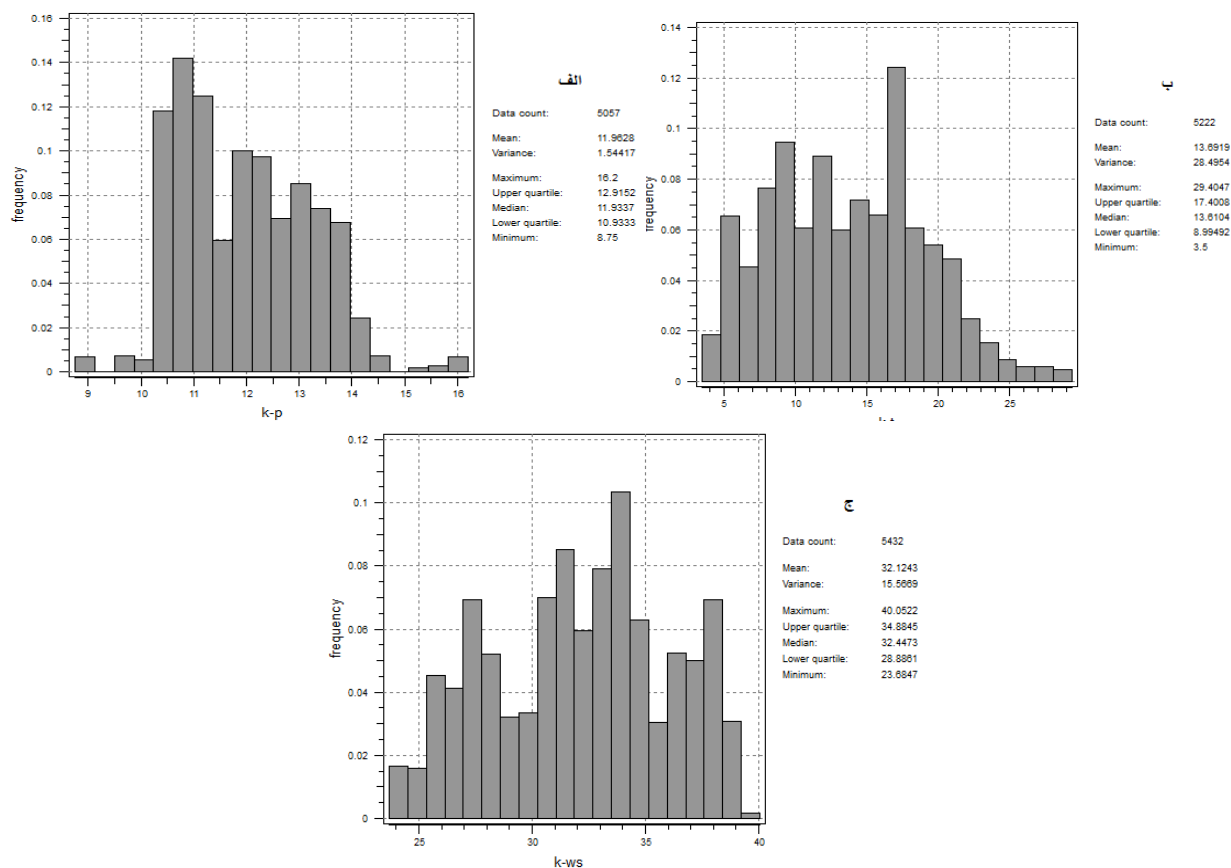 الف
Data count: 5057
Mean: 11.9628
Variance: 1.54417
Maximum: 16.2
Upper quartile: 12.9152
Median: 11.9337
Lower quartile: 10.9333
Minimum: 8.75
frequency
0.16
0.14
0.12
0.1
0.08
0.06
0.04
0.02
0
9 10 11 12 13 14 15 16
k-p
ب
Data count: 5222
Mean: 13.6919
Variance: 28.4954
Maximum: 29.4047
Upper quartile: 17.4008
Median: 13.6104
Lower quartile: 8.99492
Minimum: 3.5
frequency
0.14
0.12
0.1
0.08
0.06
0.04
0.02
0
5 10 15 20 25
ج
Data count: 5432
Mean: 32.1243
Variance: 15.5669
Maximum: 40.0522
Upper quartile: 34.8845
Median: 32.4473
Lower quartile: 28.8861
Minimum: 23.6847
frequency
0.12
0.1
0.08
0.06
0.04
0.02
0
25 30 35 40
k-ws